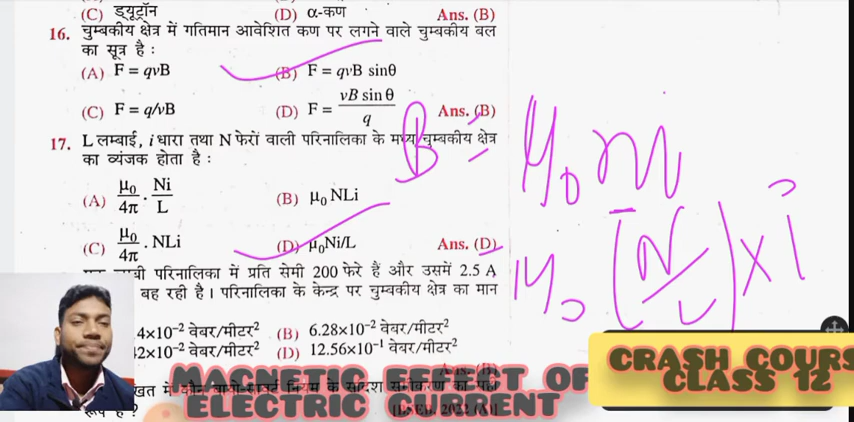 (C) ड्यूट्रॉन (D) α-कण Ans. (B)
16. चुम्बकीय क्षेत्र में गतिमान आवेशित कण पर लगने वाले चुम्बकीय बल
का सूत्र है :
(A) F = qvB (B) F = qvB sinθ
(C) F = q/vB (D) F = vB sin θ / q Ans. (B)
17. L लम्बाई, i धारा तथा N फेरों वाली परिनालिका के मध्य चुम्बकीय क्षेत्र
का व्यंजक होता है :
(A) μ₀/4π . Ni/L (B) μ₀ NLi
(C) μ₀/4π . NLi (D) μ₀Ni/L Ans. (D)
B = μ₀ n i
μ₀ (N/L) × i
परिनालिका में प्रति सेमी 200 फेरे हैं और उसमें 2.5 A
बह रही है। परिनालिका के केन्द्र पर चुम्बकीय क्षेत्र का मान
4×10⁻² वेबर/मीटर² (B) 6.28×10⁻² वेबर/मीटर²
2×10⁻² वेबर/मीटर² (D) 12.56×10⁻¹ वेबर/मीटर²
MAGNETIC EFFERT OF
ELECTRIC CURRENT
CRASH COURS
CLASS 12